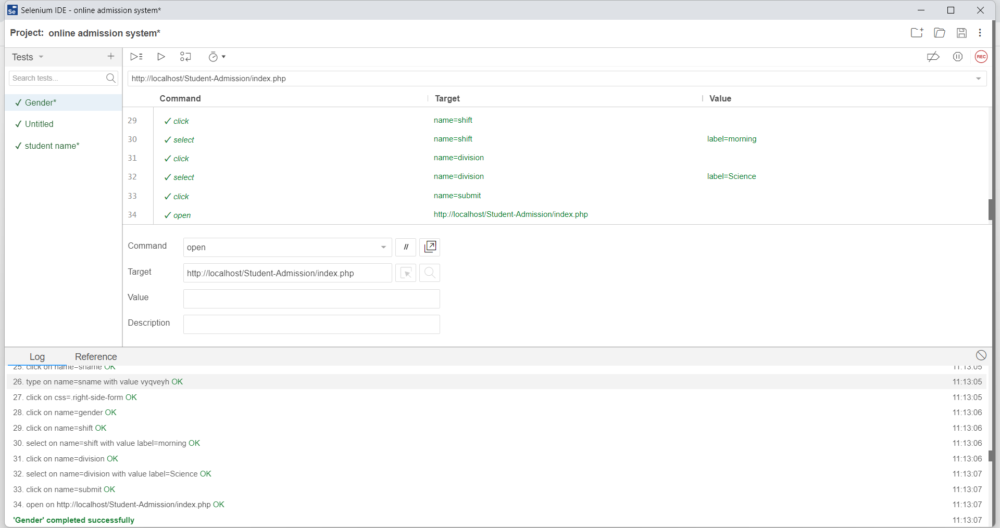 Selenium IDE - online admission system*
Project: online admission system*
Tests
Search tests...
http://localhost/Student-Admission/index.php
REC
Command Target Value
Gender*
Untitled
student name*
29 click name=shift
30 select name=shift label=morning
31 click name=division
32 select name=division label=Science
33 click name=submit
34 open http://localhost/Student-Admission/index.php
Command open //
Target http://localhost/Student-Admission/index.php
Value
Description
Log Reference
25. click on name=sname OK 11:13:05
26. type on name=sname with value vyqveyh OK 11:13:05
27. click on css=.right-side-form OK 11:13:05
28. click on name=gender OK 11:13:06
29. click on name=shift OK 11:13:06
30. select on name=shift with value label=morning OK 11:13:06
31. click on name=division OK 11:13:06
32. select on name=division with value label=Science OK 11:13:07
33. click on name=submit OK 11:13:07
34. open on http://localhost/Student-Admission/index.php OK 11:13:07
'Gender' completed successfully 11:13:07